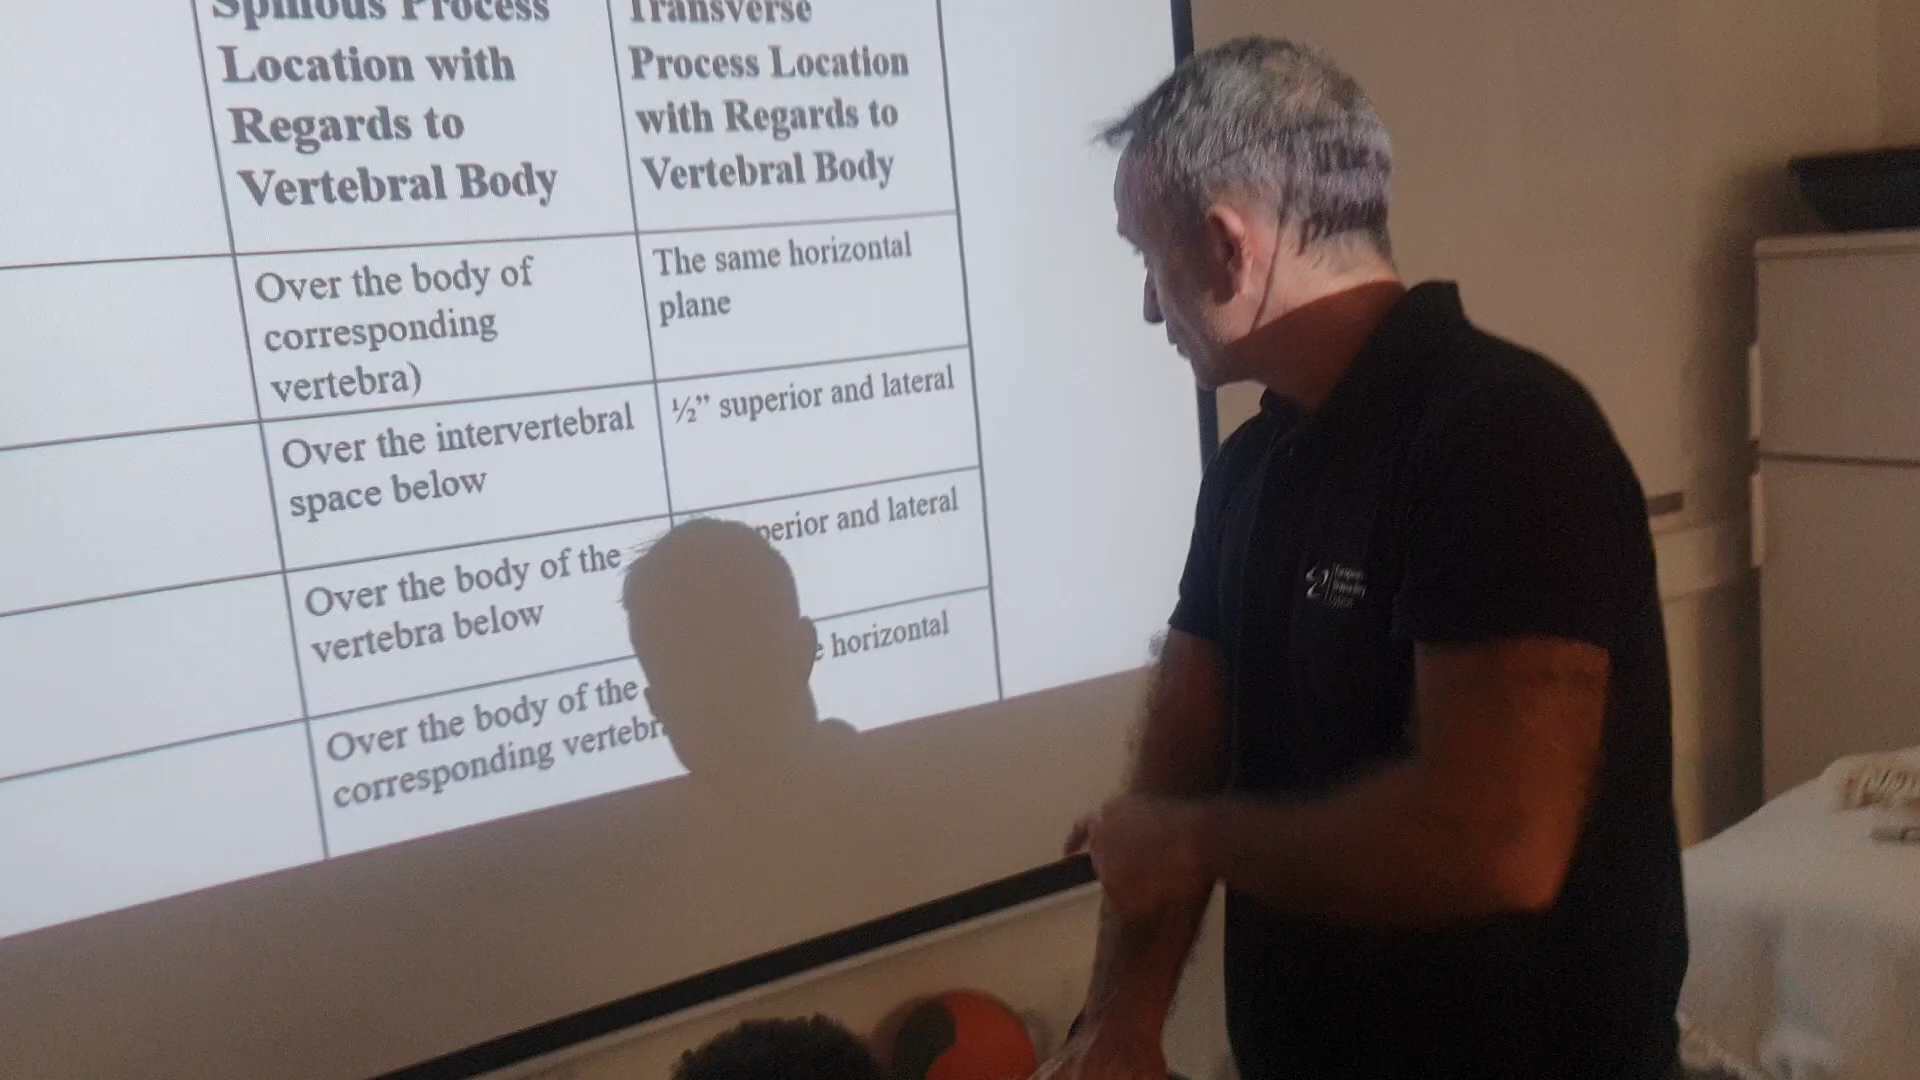 Spinous Process
Location with
Regards to
Vertebral Body
Transverse
Process Location
with Regards to
Vertebral Body
Over the body of
corresponding
vertebra)
The same horizontal
plane
Over the intervertebral
space below
½” superior and lateral
Over the body of the
vertebra below
perior and lateral
Over the body of the
corresponding vertebr
horizontal